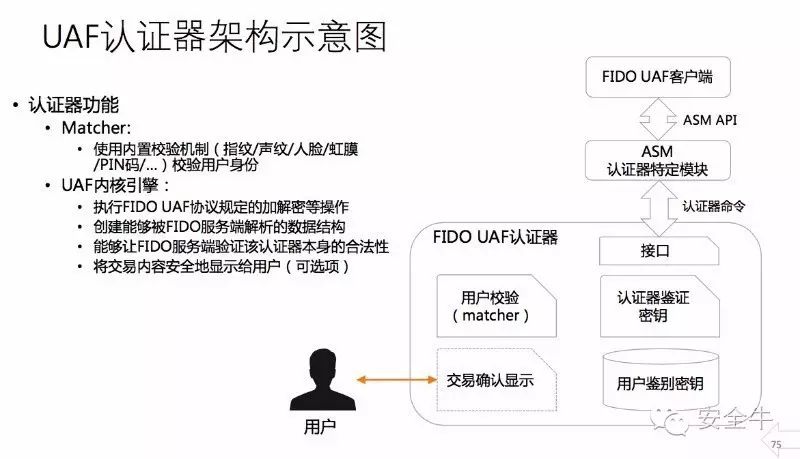 UAF认证器架构示意图
• 认证器功能
• Matcher:
• 使用内置校验机制（指纹/声纹/人脸/虹膜
/PIN码/...）校验用户身份
• UAF内核引擎：
• 执行FIDO UAF协议规定的加解密等操作
• 创建能够被FIDO服务端解析的数据结构
• 能够让FIDO服务端验证该认证器本身的合法性
• 将交易内容安全地显示给用户（可选项）
FIDO UAF客户端
ASM API
ASM
认证器特定模块
认证器命令
FIDO UAF认证器
接口
用户校验
（matcher）
认证器鉴证
密钥
交易确认显示
用户鉴别密钥
用户
安全牛
75